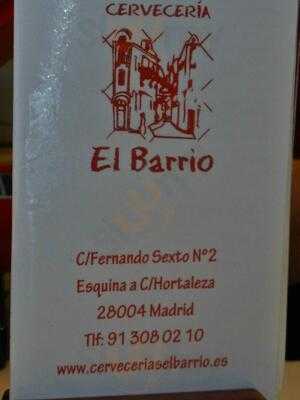 CERVECERÍA
El Barrio
C/Fernando Sexto Nº2
Esquina a C/Hortaleza
28004 Madrid
Tlf: 91 308 02 10
www.cerveceriaselbarrio.es